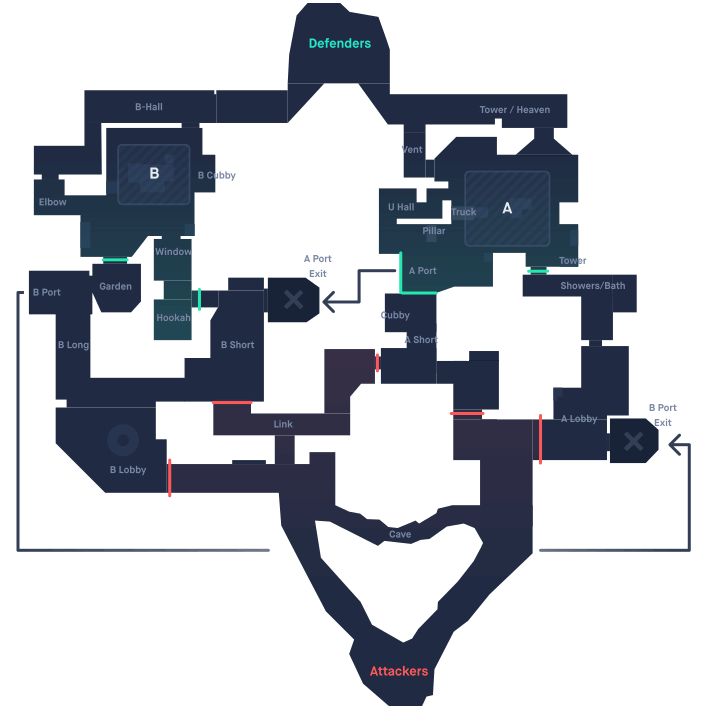 Defenders
B-Hall
Tower / Heaven
Vent
B
B Cubby
Elbow
U Hall
Truck
A
Pillar
Window
A Port
Exit
A Port
Tower
Garden
B Port
Showers/Bath
Hookah
Cubby
B Long
B Short
A Short
Link
A Lobby
B Port
Exit
B Lobby
Cave
Attackers